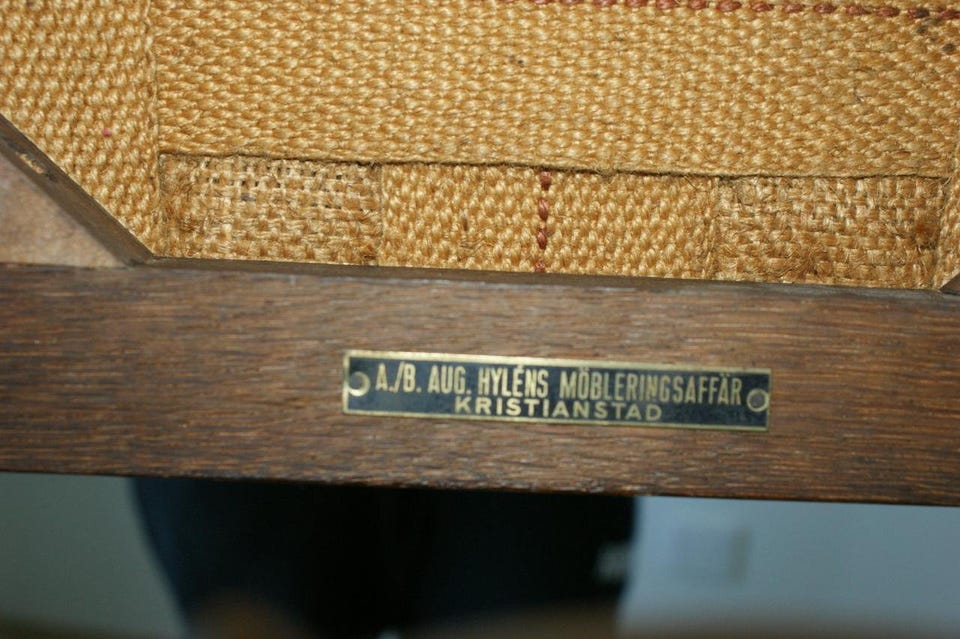 A./B. AUG. HYLÉNS MÖBLERINGSAFFÄR
KRISTIANSTAD